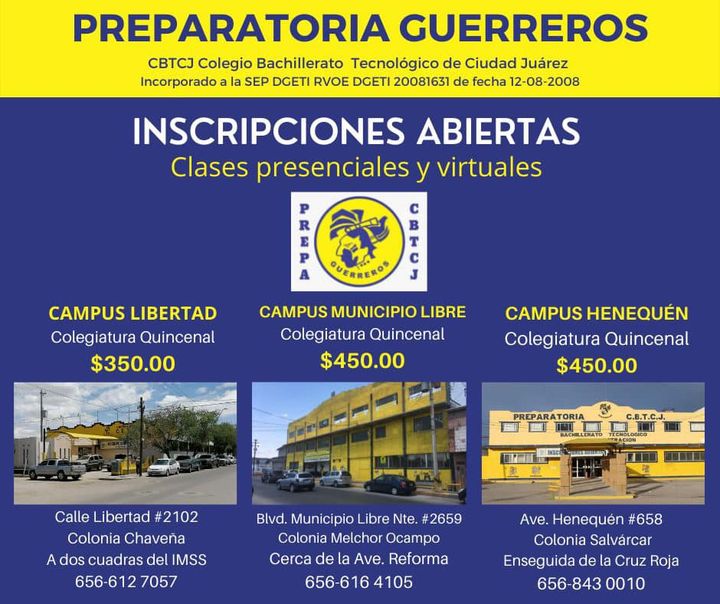 PREPARATORIA GUERREROS
CBTCJ Colegio Bachillerato Tecnológico de Ciudad Juárez
Incorporado a la SEP DGETI RVOE DGETI 20081631 de fecha 12-08-2008
INSCRIPCIONES ABIERTAS
Clases presenciales y virtuales
PREPA
CBTCJ
GUERREROS
CAMPUS LIBERTAD
Colegiatura Quincenal
$350.00
Calle Libertad #2102
Colonia Chaveña
A dos cuadras del IMSS
656-612 7057
CAMPUS MUNICIPIO LIBRE
Colegiatura Quincenal
$450.00
Blvd. Municipio Libre Nte. #2659
Colonia Melchor Ocampo
Cerca de la Ave. Reforma
656-616 4105
CAMPUS HENEQUÉN
Colegiatura Quincenal
$450.00
PREPARATORIA C.B.T.C.J.
BACHILLERATO TECNOLÓGICO
INSCRIPCIONES ABIERTAS
Ave. Henequén #658
Colonia Salvárcar
Enseguida de la Cruz Roja
656-843 0010